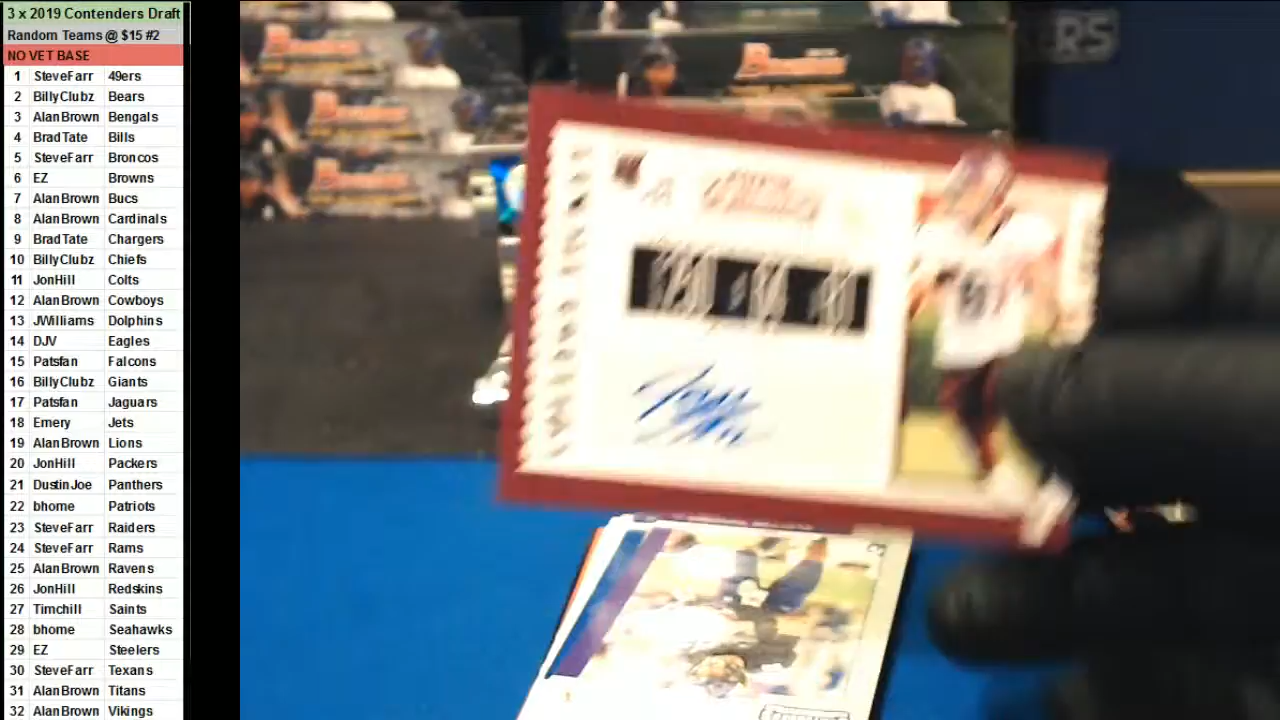 3 x 2019 Contenders Draft
Random Teams @ $15 #2
NO VET BASE
1 SteveFarr 49ers
2 BillyClubz Bears
3 AlanBrown Bengals
4 BradTate Bills
5 SteveFarr Broncos
6 EZ Browns
7 AlanBrown Bucs
8 AlanBrown Cardinals
9 BradTate Chargers
10 BillyClubz Chiefs
11 JonHill Colts
12 AlanBrown Cowboys
13 JWilliams Dolphins
14 DJV Eagles
15 Patsfan Falcons
16 BillyClubz Giants
17 Patsfan Jaguars
18 Emery Jets
19 AlanBrown Lions
20 JonHill Packers
21 DustinJoe Panthers
22 bhome Patriots
23 SteveFarr Raiders
24 SteveFarr Rams
25 AlanBrown Ravens
26 JonHill Redskins
27 Timchill Saints
28 bhome Seahawks
29 EZ Steelers
30 SteveFarr Texans
31 AlanBrown Titans
32 AlanBrown Vikings
Bowman
Bowman
Bowman
Bowman